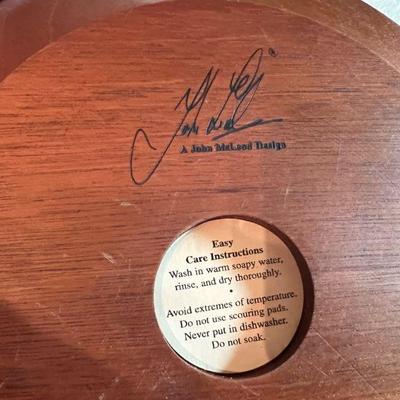 ®
A John McLeod Design
Easy
Care Instructions
Wash in warm soapy water,
rinse, and dry thoroughly.
•
Avoid extremes of temperature.
Do not use scouring pads.
Never put in dishwasher.
Do not soak.